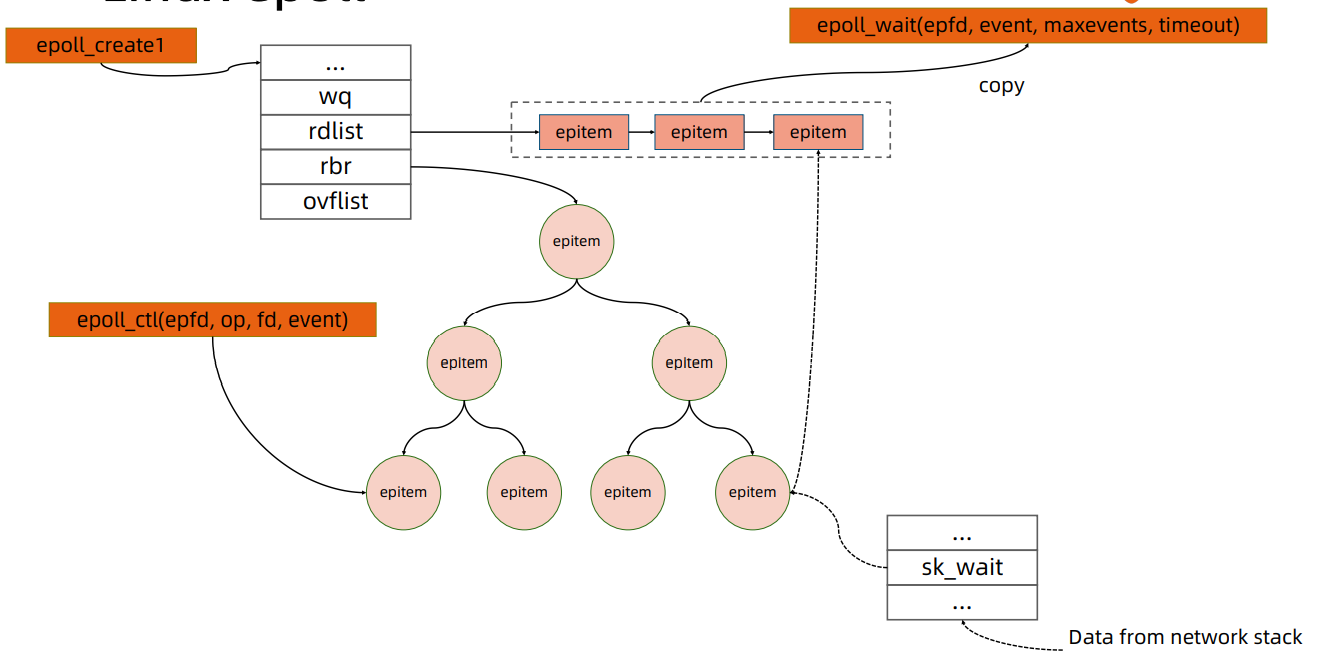 epoll_wait(epfd, event, maxevents, timeout)
epoll_create1
...
wq
rdlist
rbr
ovflist
copy
epitem
epitem
epitem
epitem
epoll_ctl(epfd, op, fd, event)
epitem
epitem
epitem
epitem
epitem
epitem
...
sk_wait
...
Data from network stack